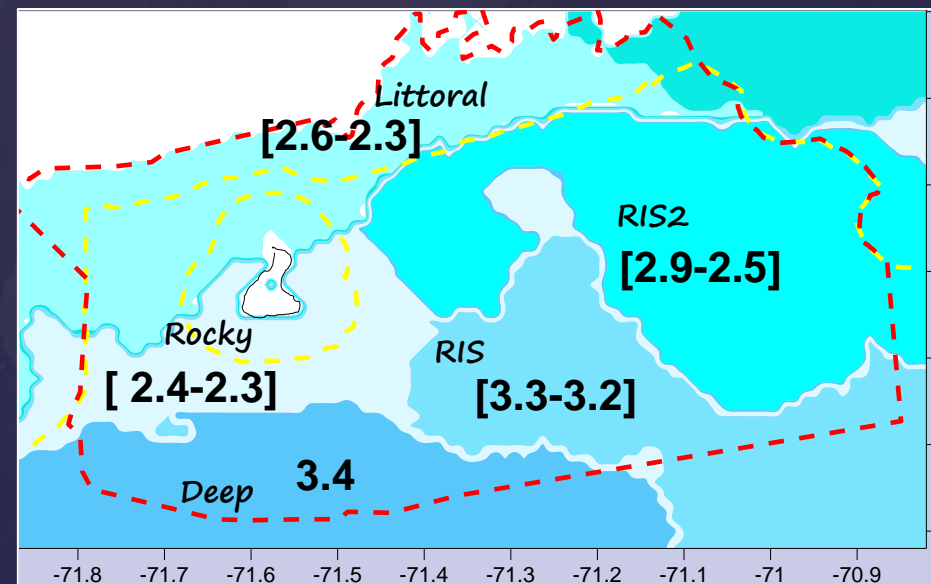 Littoral
[2.6-2.3]
RIS2
[2.9-2.5]
Rocky
[ 2.4-2.3]
RIS
[3.3-3.2]
3.4
Deep
-71.8 -71.7 -71.6 -71.5 -71.4 -71.3 -71.2 -71.1 -71 -70.9